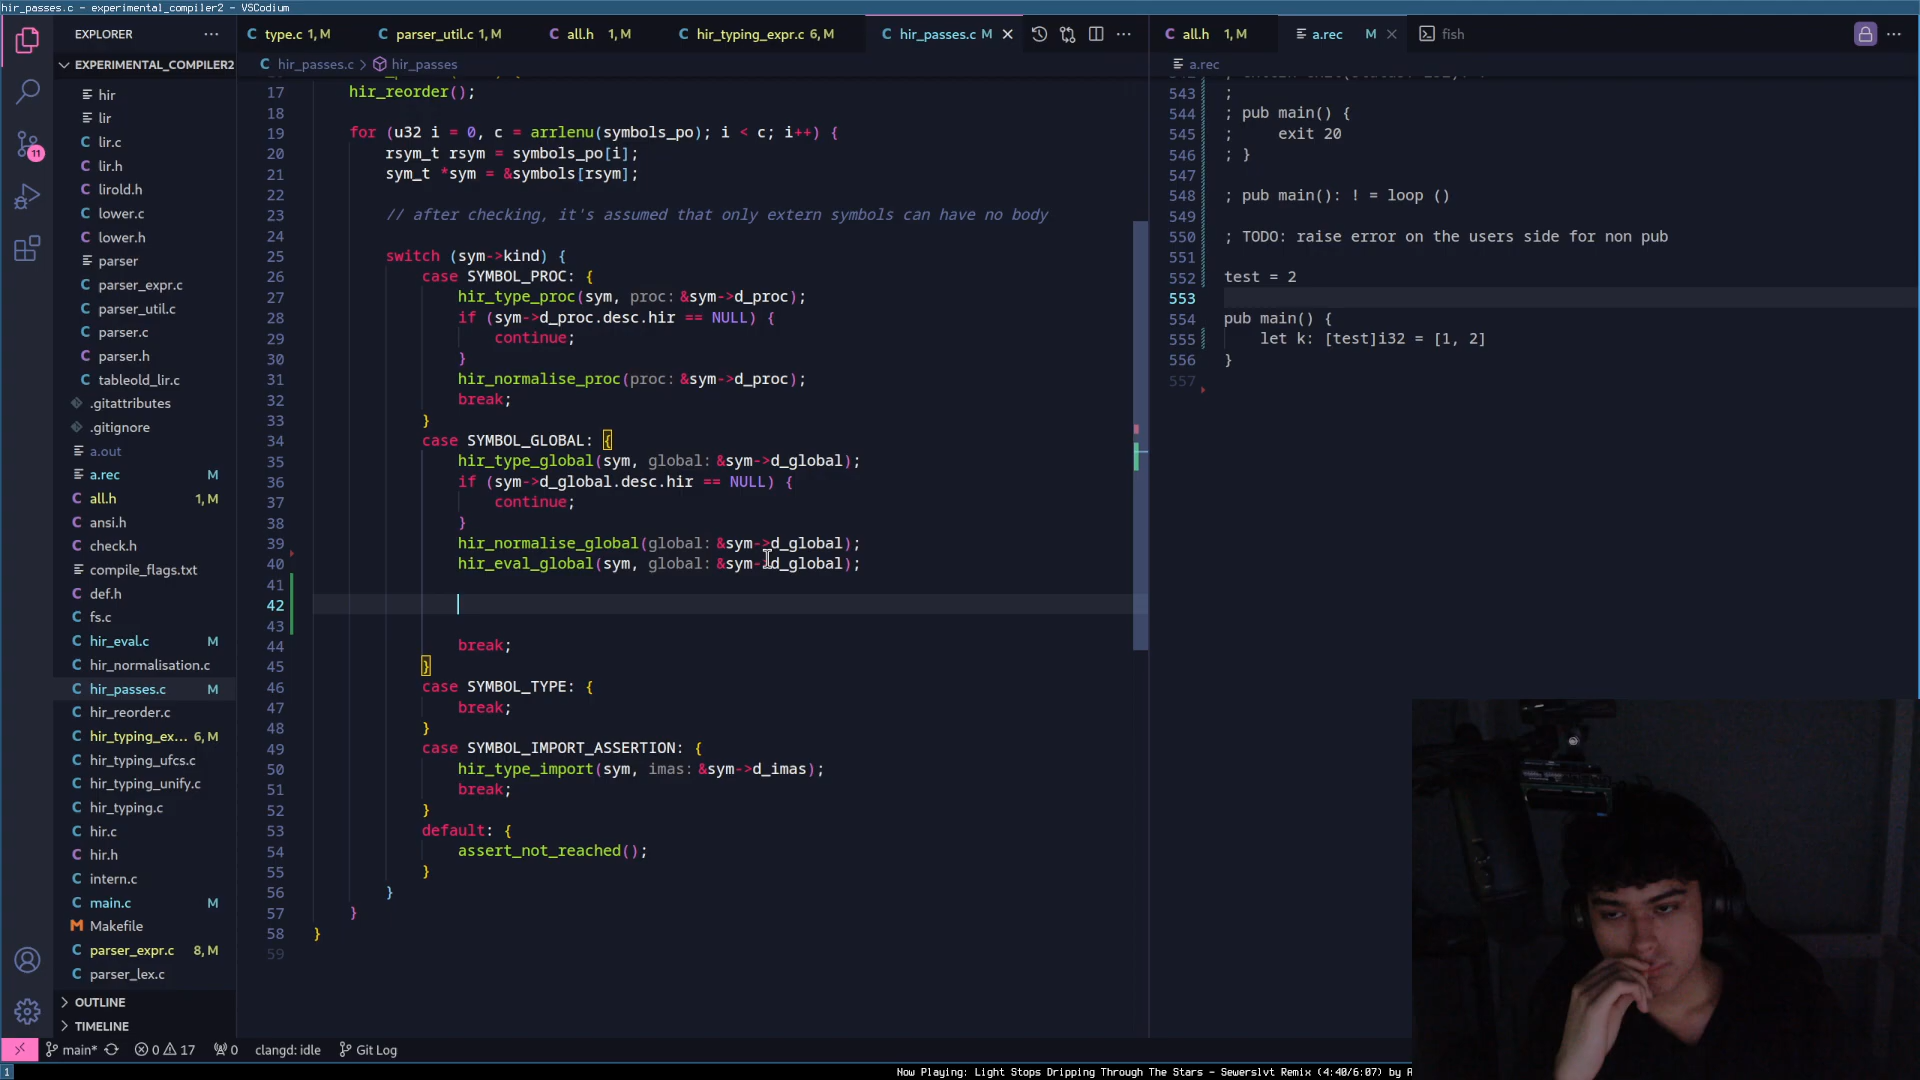 hir_passes.c - experimental_compiler2 - VSCodium
EXPLORER
type.c 1, M
parser_util.c 1, M
all.h 1, M
hir_typing_expr.c 6, M
hir_passes.c M
all.h 1, M
a.rec M
fish
EXPERIMENTAL_COMPILER2
hir_passes.c > hir_passes
a.rec
hir
lir
lir.c
lir.h
lirold.h
lower.c
lower.h
parser
parser_expr.c
parser_util.c
parser.c
parser.h
tableold_lir.c
.gitattributes
.gitignore
a.out
a.rec M
all.h 1, M
ansi.h
check.h
compile_flags.txt
def.h
fs.c
hir_eval.c M
hir_normalisation.c
hir_passes.c M
hir_reorder.c
hir_typing_ex... 6, M
hir_typing_ufcs.c
hir_typing_unify.c
hir_typing.c
hir.c
hir.h
intern.c
main.c M
Makefile
parser_expr.c 8, M
parser_lex.c
OUTLINE
TIMELINE
11
17 hir_reorder();
18
19 for (u32 i = 0, c = arrlenu(symbols_po); i < c; i++) {
20 rsym_t rsym = symbols_po[i];
21 sym_t *sym = &symbols[rsym];
22
23 // after checking, it's assumed that only extern symbols can have no body
24
25 switch (sym->kind) {
26 case SYMBOL_PROC: {
27 hir_type_proc(sym, proc: &sym->d_proc);
28 if (sym->d_proc.desc.hir == NULL) {
29 continue;
30 }
31 hir_normalise_proc(proc: &sym->d_proc);
32 break;
33 }
34 case SYMBOL_GLOBAL: {
35 hir_type_global(sym, global: &sym->d_global);
36 if (sym->d_global.desc.hir == NULL) {
37 continue;
38 }
39 hir_normalise_global(global: &sym->d_global);
40 hir_eval_global(sym, global: &sym->d_global);
41
42
43
44 break;
45 }
46 case SYMBOL_TYPE: {
47 break;
48 }
49 case SYMBOL_IMPORT_ASSERTION: {
50 hir_type_import(sym, imas: &sym->d_imas);
51 break;
52 }
53 default: {
54 assert_not_reached();
55 }
56 }
57 }
58 }
59
543 ;
544 ; pub main() {
545 ; exit 20
546 ; }
547
548 ; pub main(): ! = loop ()
549
550 ; TODO: raise error on the users side for non pub
551
552 test = 2
553
554 pub main() {
555 let k: [test]i32 = [1, 2]
556 }
557
main* 0 17 0 clangd: idle Git Log
1 Now Playing: Light Stops Dripping Through The Stars - Sewerslvt Remix (4:40/6:07) by